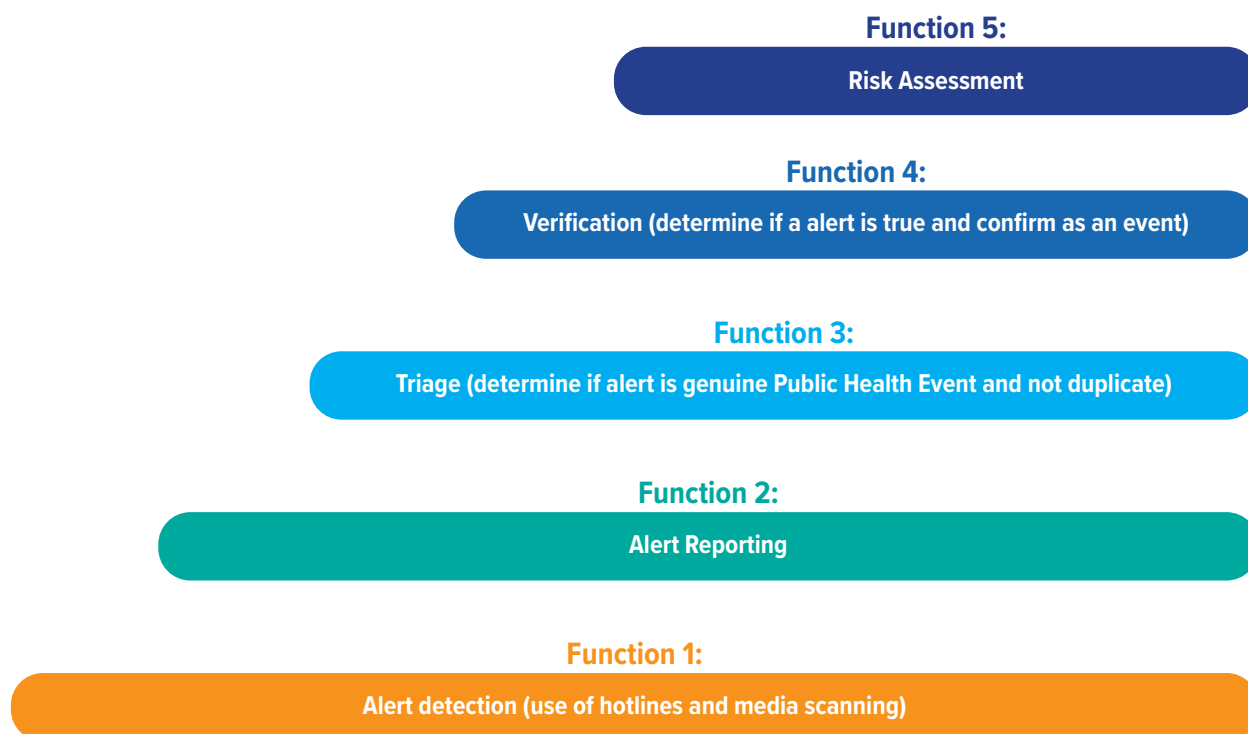 Function 5:
Risk Assessment
Function 4:
Verification (determine if a alert is true and confirm as an event)
Function 3:
Triage (determine if alert is genuine Public Health Event and not duplicate)
Function 2:
Alert Reporting
Function 1:
Alert detection (use of hotlines and media scanning)